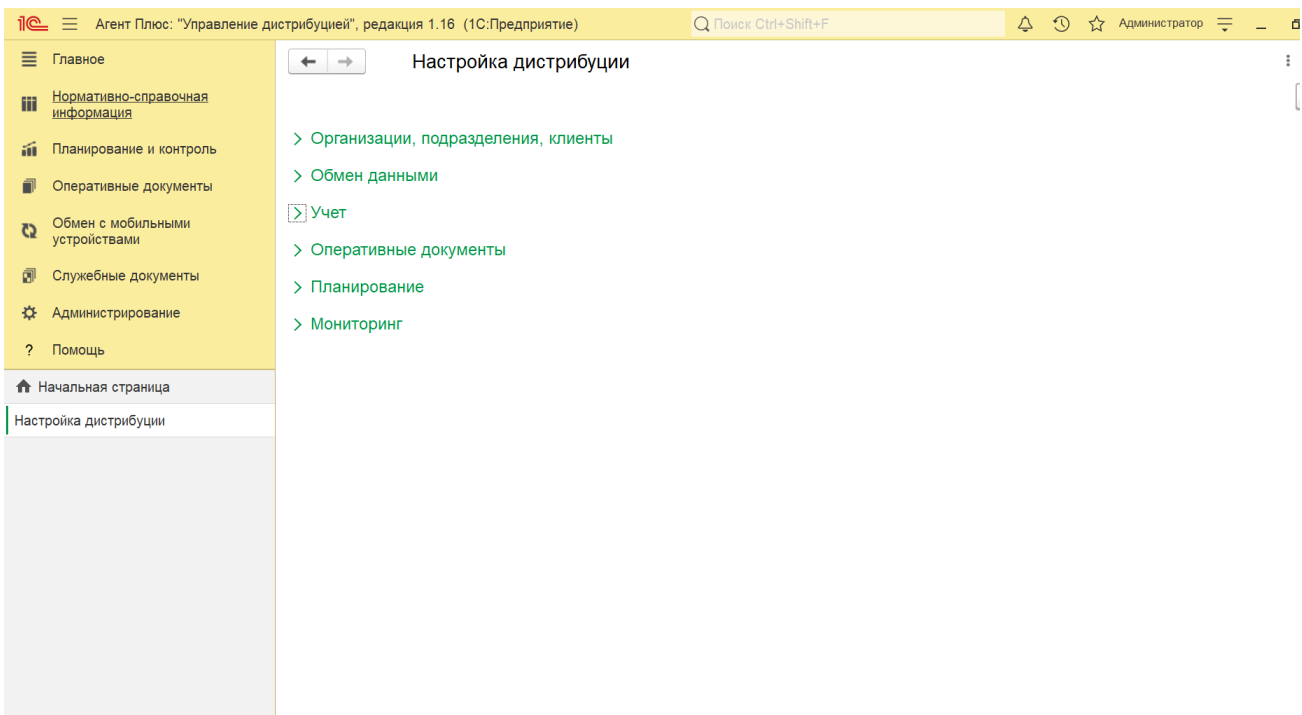 1С Агент Плюс: "Управление дистрибуцией", редакция 1.16 (1С:Предприятие) Поиск Ctrl+Shift+F Администратор
Главное
Нормативно-справочная
информация
Планирование и контроль
Оперативные документы
Обмен с мобильными
устройствами
Служебные документы
Администрирование
? Помощь
Начальная страница
Настройка дистрибуции
Настройка дистрибуции
Организации, подразделения, клиенты
Обмен данными
Учет
Оперативные документы
Планирование
Мониторинг